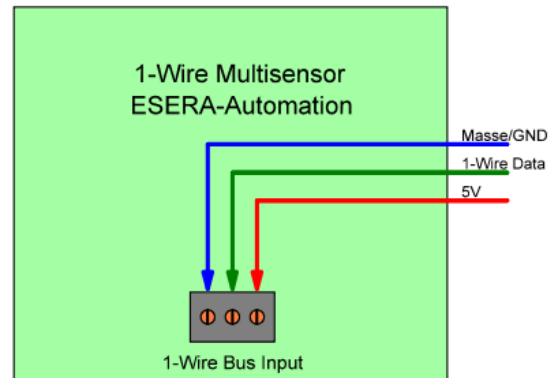 1-Wire Multisensor
ESERA-Automation
Masse/GND
1-Wire Data
5V
1-Wire Bus Input